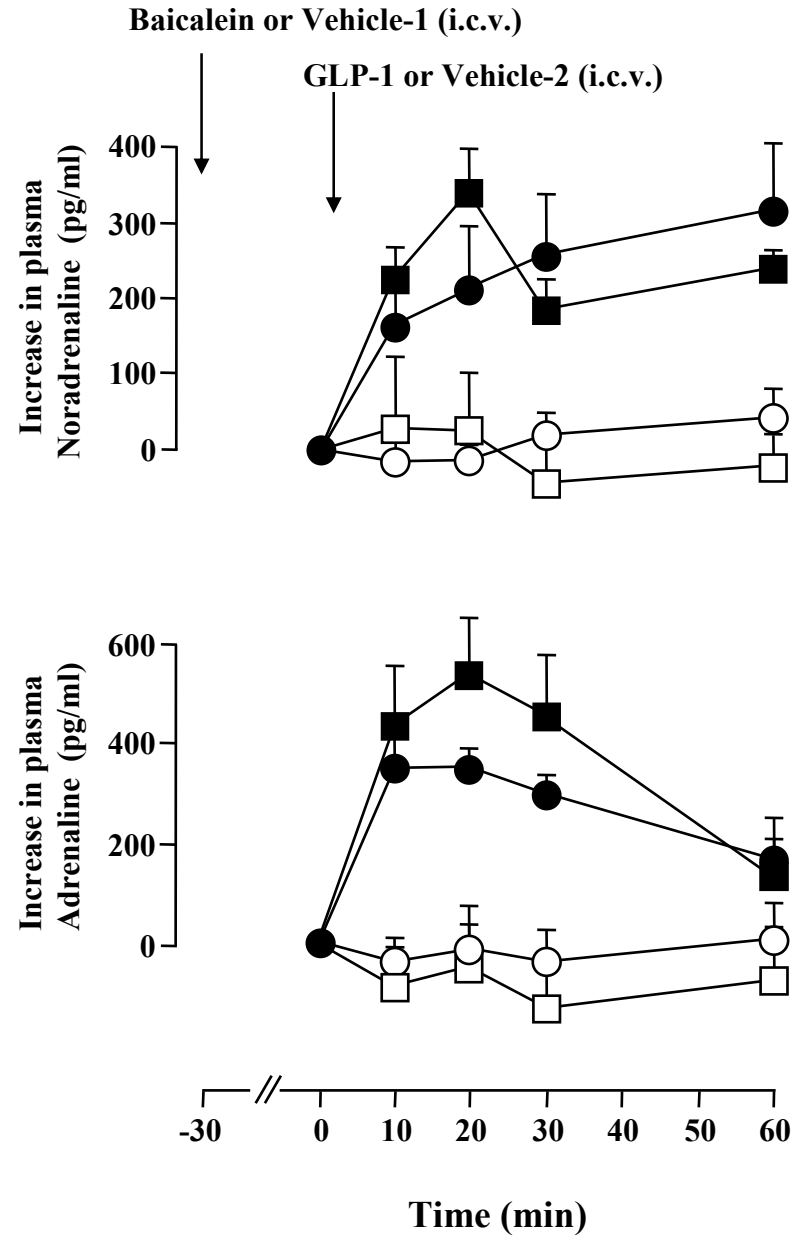 Baicalein or Vehicle-1 (i.c.v.)
GLP-1 or Vehicle-2 (i.c.v.)
Increase in plasma
Noradrenaline (pg/ml)
400
300
200
100
0
Increase in plasma
Adrenaline (pg/ml)
600
400
200
0
-30 0 10 20 30 40 50 60
Time (min)